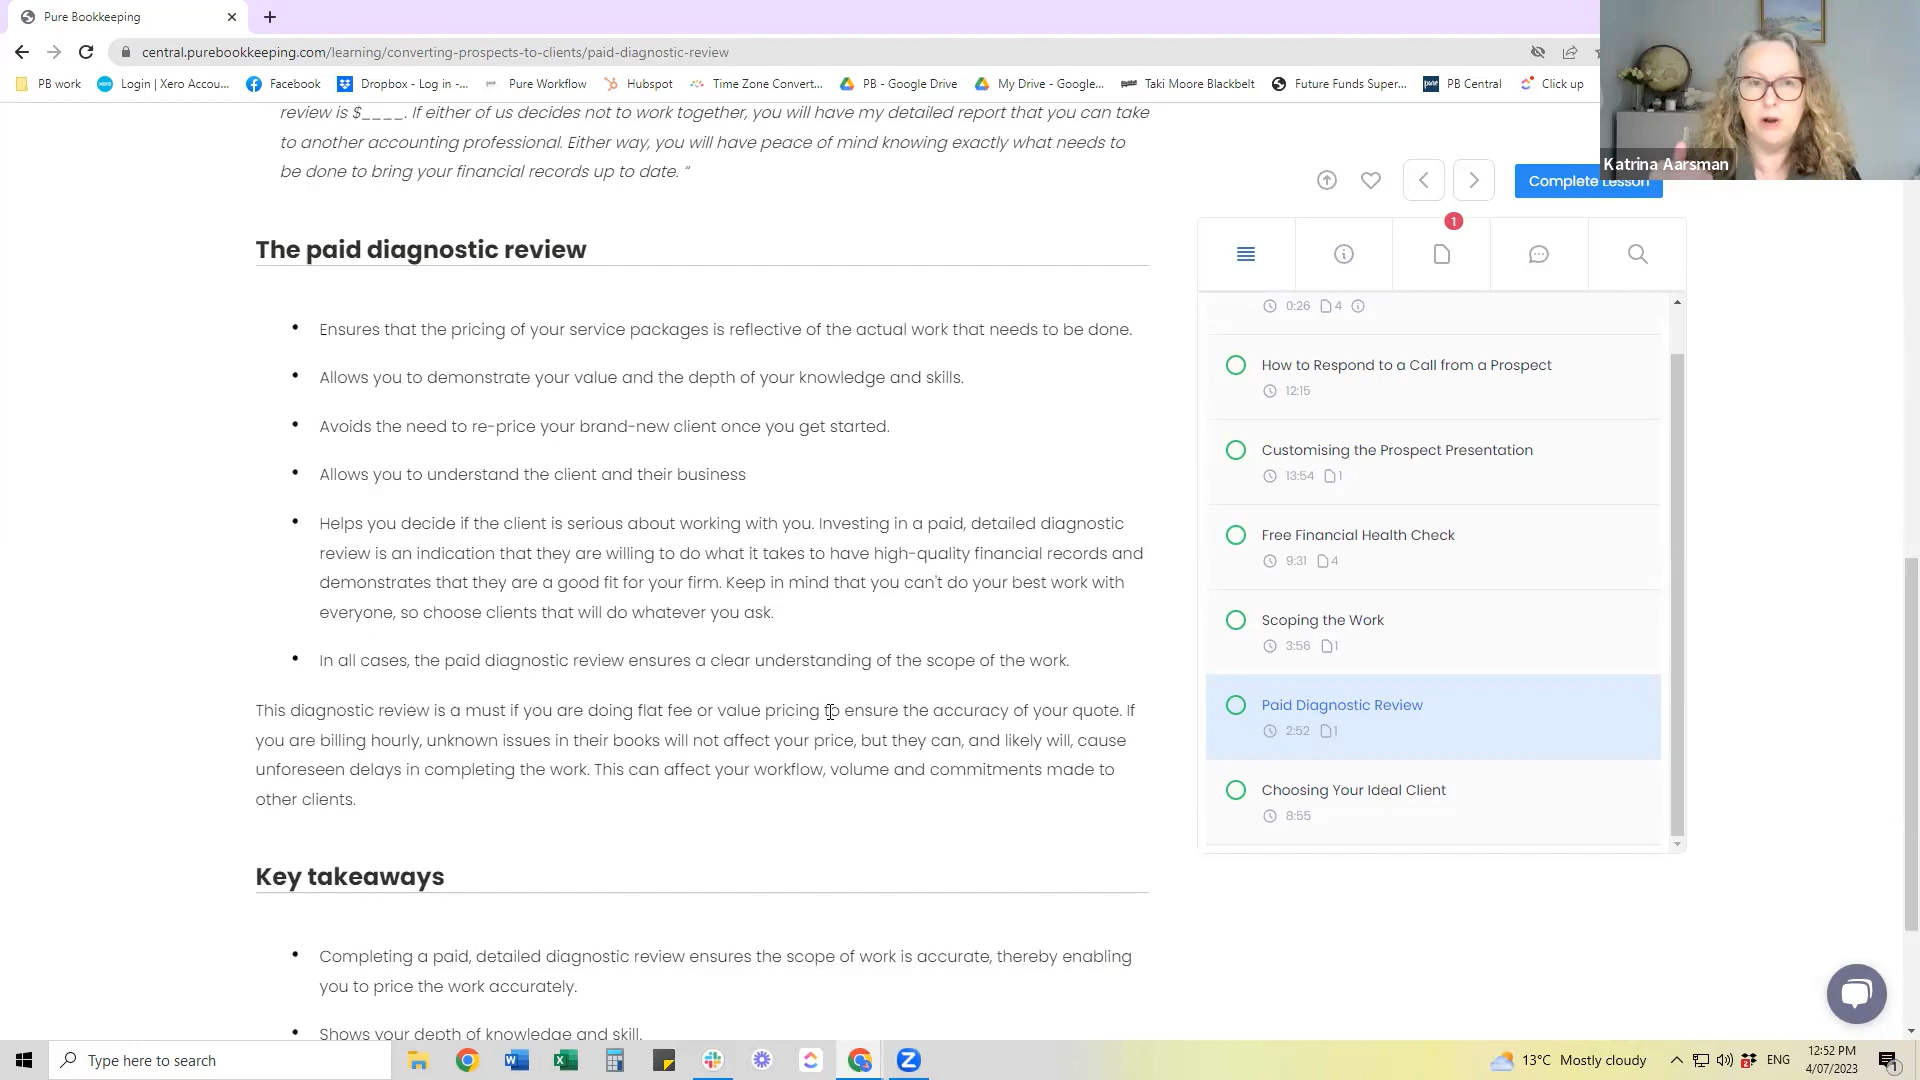 Pure Bookkeeping
central.purebookkeeping.com/learning/converting-prospects-to-clients/paid-diagnostic-review
PB work
Login | Xero Accou...
Facebook
Dropbox - Log in -...
Pure Workflow
Hubspot
Time Zone Convert...
PB - Google Drive
My Drive - Google...
Taki Moore Blackbelt
Future Funds Super...
pure
PB Central
Click up
Katrina Aarsman
review is $____. If either of us decides not to work together, you will have my detailed report that you can take
to another accounting professional. Either way, you will have peace of mind knowing exactly what needs to
be done to bring your financial records up to date. “
The paid diagnostic review
• Ensures that the pricing of your service packages is reflective of the actual work that needs to be done.
• Allows you to demonstrate your value and the depth of your knowledge and skills.
• Avoids the need to re-price your brand-new client once you get started.
• Allows you to understand the client and their business
• Helps you decide if the client is serious about working with you. Investing in a paid, detailed diagnostic
review is an indication that they are willing to do what it takes to have high-quality financial records and
demonstrates that they are a good fit for your firm. Keep in mind that you can't do your best work with
everyone, so choose clients that will do whatever you ask.
• In all cases, the paid diagnostic review ensures a clear understanding of the scope of the work.
This diagnostic review is a must if you are doing flat fee or value pricing to ensure the accuracy of your quote. If
you are billing hourly, unknown issues in their books will not affect your price, but they can, and likely will, cause
unforeseen delays in completing the work. This can affect your workflow, volume and commitments made to
other clients.
Key takeaways
• Completing a paid, detailed diagnostic review ensures the scope of work is accurate, thereby enabling
you to price the work accurately.
• Shows your depth of knowledge and skill.
Complete Lesson
1
0:26 4
How to Respond to a Call from a Prospect
12:15
Customising the Prospect Presentation
13:54 1
Free Financial Health Check
9:31 4
Scoping the Work
3:56 1
Paid Diagnostic Review
2:52 1
Choosing Your Ideal Client
8:55
Type here to search
13°C Mostly cloudy
ENG
12:52 PM
4/07/2023
1